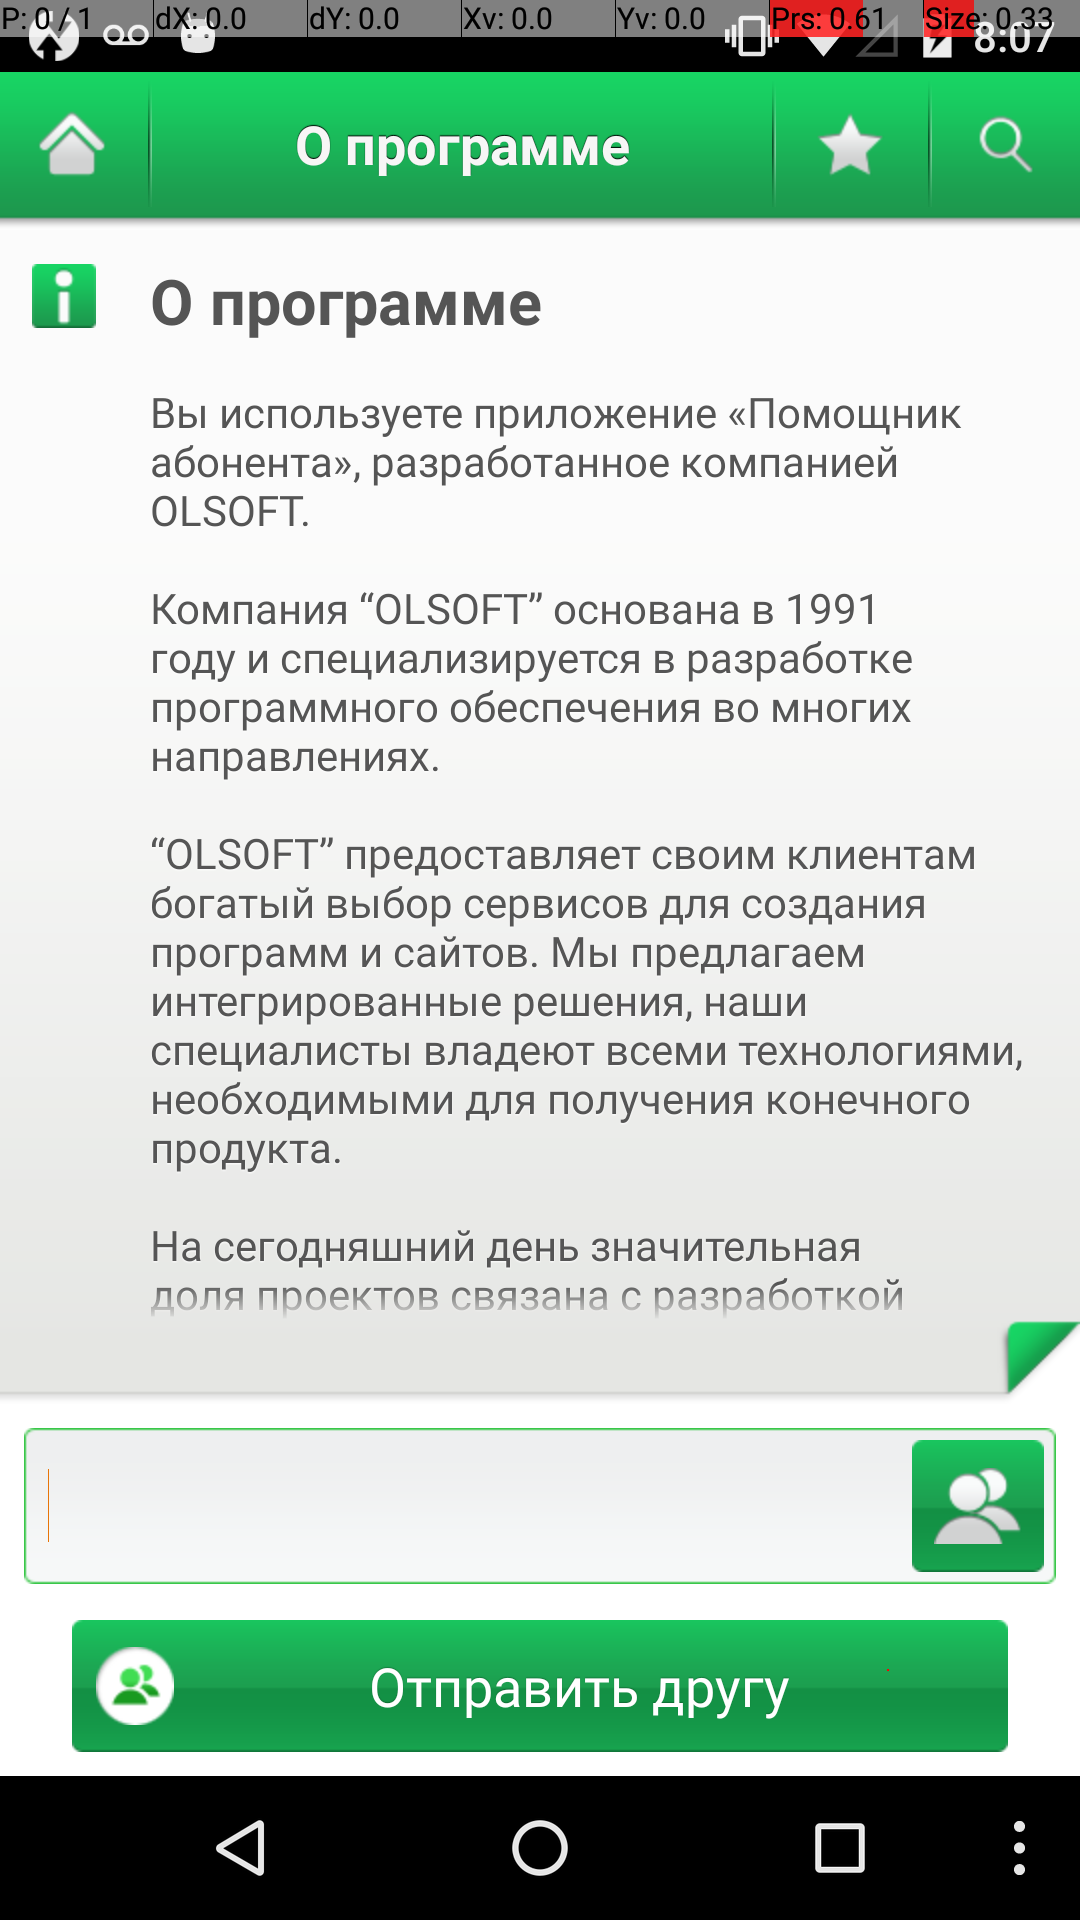 P: 0 / 1 dX: 0.0 dY: 0.0 Xv: 0.0 Yv: 0.0 Prs: 0.61 Size: 0.33
8:07
О программе
О программе
Вы используете приложение «Помощник
абонента», разработанное компанией
OLSOFT.
Компания “OLSOFT” основана в 1991
году и специализируется в разработке
программного обеспечения во многих
направлениях.
“OLSOFT” предоставляет своим клиентам
богатый выбор сервисов для создания
программ и сайтов. Мы предлагаем
интегрированные решения, наши
специалисты владеют всеми технологиями,
необходимыми для получения конечного
продукта.
На сегодняшний день значительная
доля проектов связана с разработкой
Отправить другу